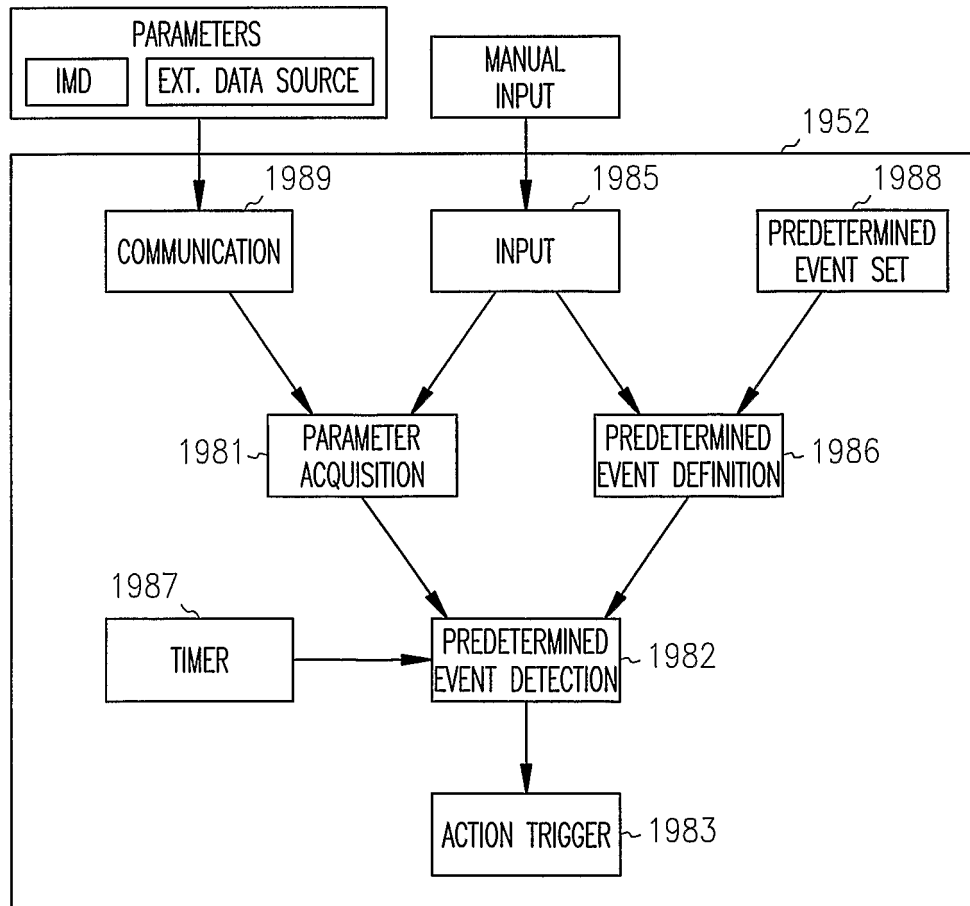 PARAMETERS
IMD
EXT. DATA SOURCE
MANUAL
INPUT
1952
1989
1985
1988
COMMUNICATION
INPUT
PREDETERMINED
EVENT SET
1981
PARAMETER
ACQUISITION
PREDETERMINED
EVENT DEFINITION
1986
1987
TIMER
PREDETERMINED
EVENT DETECTION
1982
ACTION TRIGGER
1983